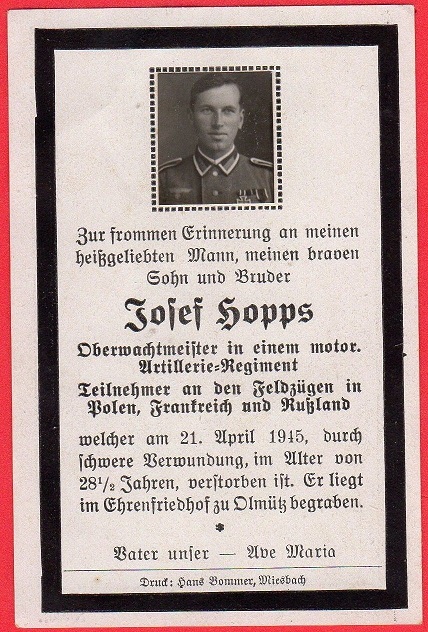 Zur frommen Erinnerung an meinen
heißgeliebten Mann, meinen braven
Sohn und Bruder
Josef Hopps
Oberwachtmeister in einem motor.
Artillerie-Regiment
Teilnehmer an den Feldzügen in
Polen, Frankreich und Rußland
welcher am 21. April 1945, durch
schwere Verwundung, im Alter von
28½ Jahren, verstorben ist. Er liegt
im Ehrenfriedhof zu Olmütz begraben.
*
Vater unser — Ave Maria
Druck: Hans Bommer, Miesbach